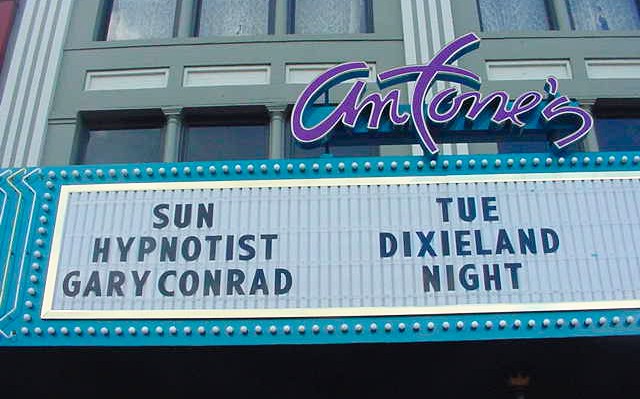 antone's
SUN
HYPNOTIST
GARY CONRAD
TUE
DIXIELAND
NIGHT